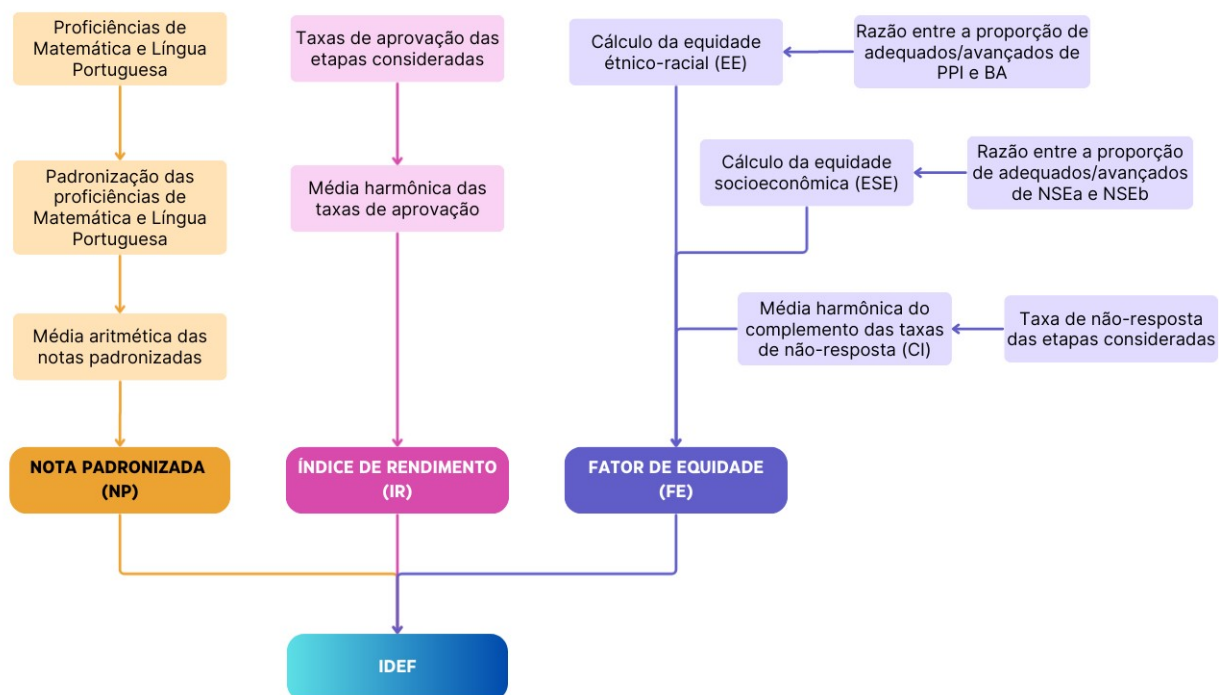 Proficiências de
Matemática e Língua
Portuguesa
Padronização das
proficiências de
Matemática e Língua
Portuguesa
Média aritmética das
notas padronizadas
NOTA PADRONIZADA
(NP)
Taxas de aprovação das
etapas consideradas
Média harmônica das
taxas de aprovação
ÍNDICE DE RENDIMENTO
(IR)
Cálculo da equidade
étnico-racial (EE)
Razão entre a proporção de
adequados/avançados de
PPI e BA
Cálculo da equidade
socioeconômica (ESE)
Razão entre a proporção
de adequados/avançados
de NSEa e NSEb
Média harmônica do
complemento das taxas
de não-resposta (CI)
Taxa de não-resposta
das etapas consideradas
FATOR DE EQUIDADE
(FE)
IDEF